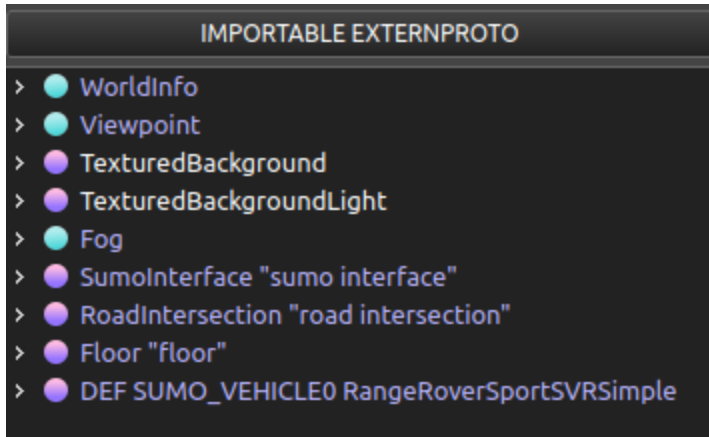 IMPORTABLE EXTERNPROTO
WorldInfo
Viewpoint
TexturedBackground
TexturedBackgroundLight
Fog
SumoInterface "sumo interface"
RoadIntersection "road intersection"
Floor "floor"
DEF SUMO_VEHICLE0 RangeRoverSportSVRSimple